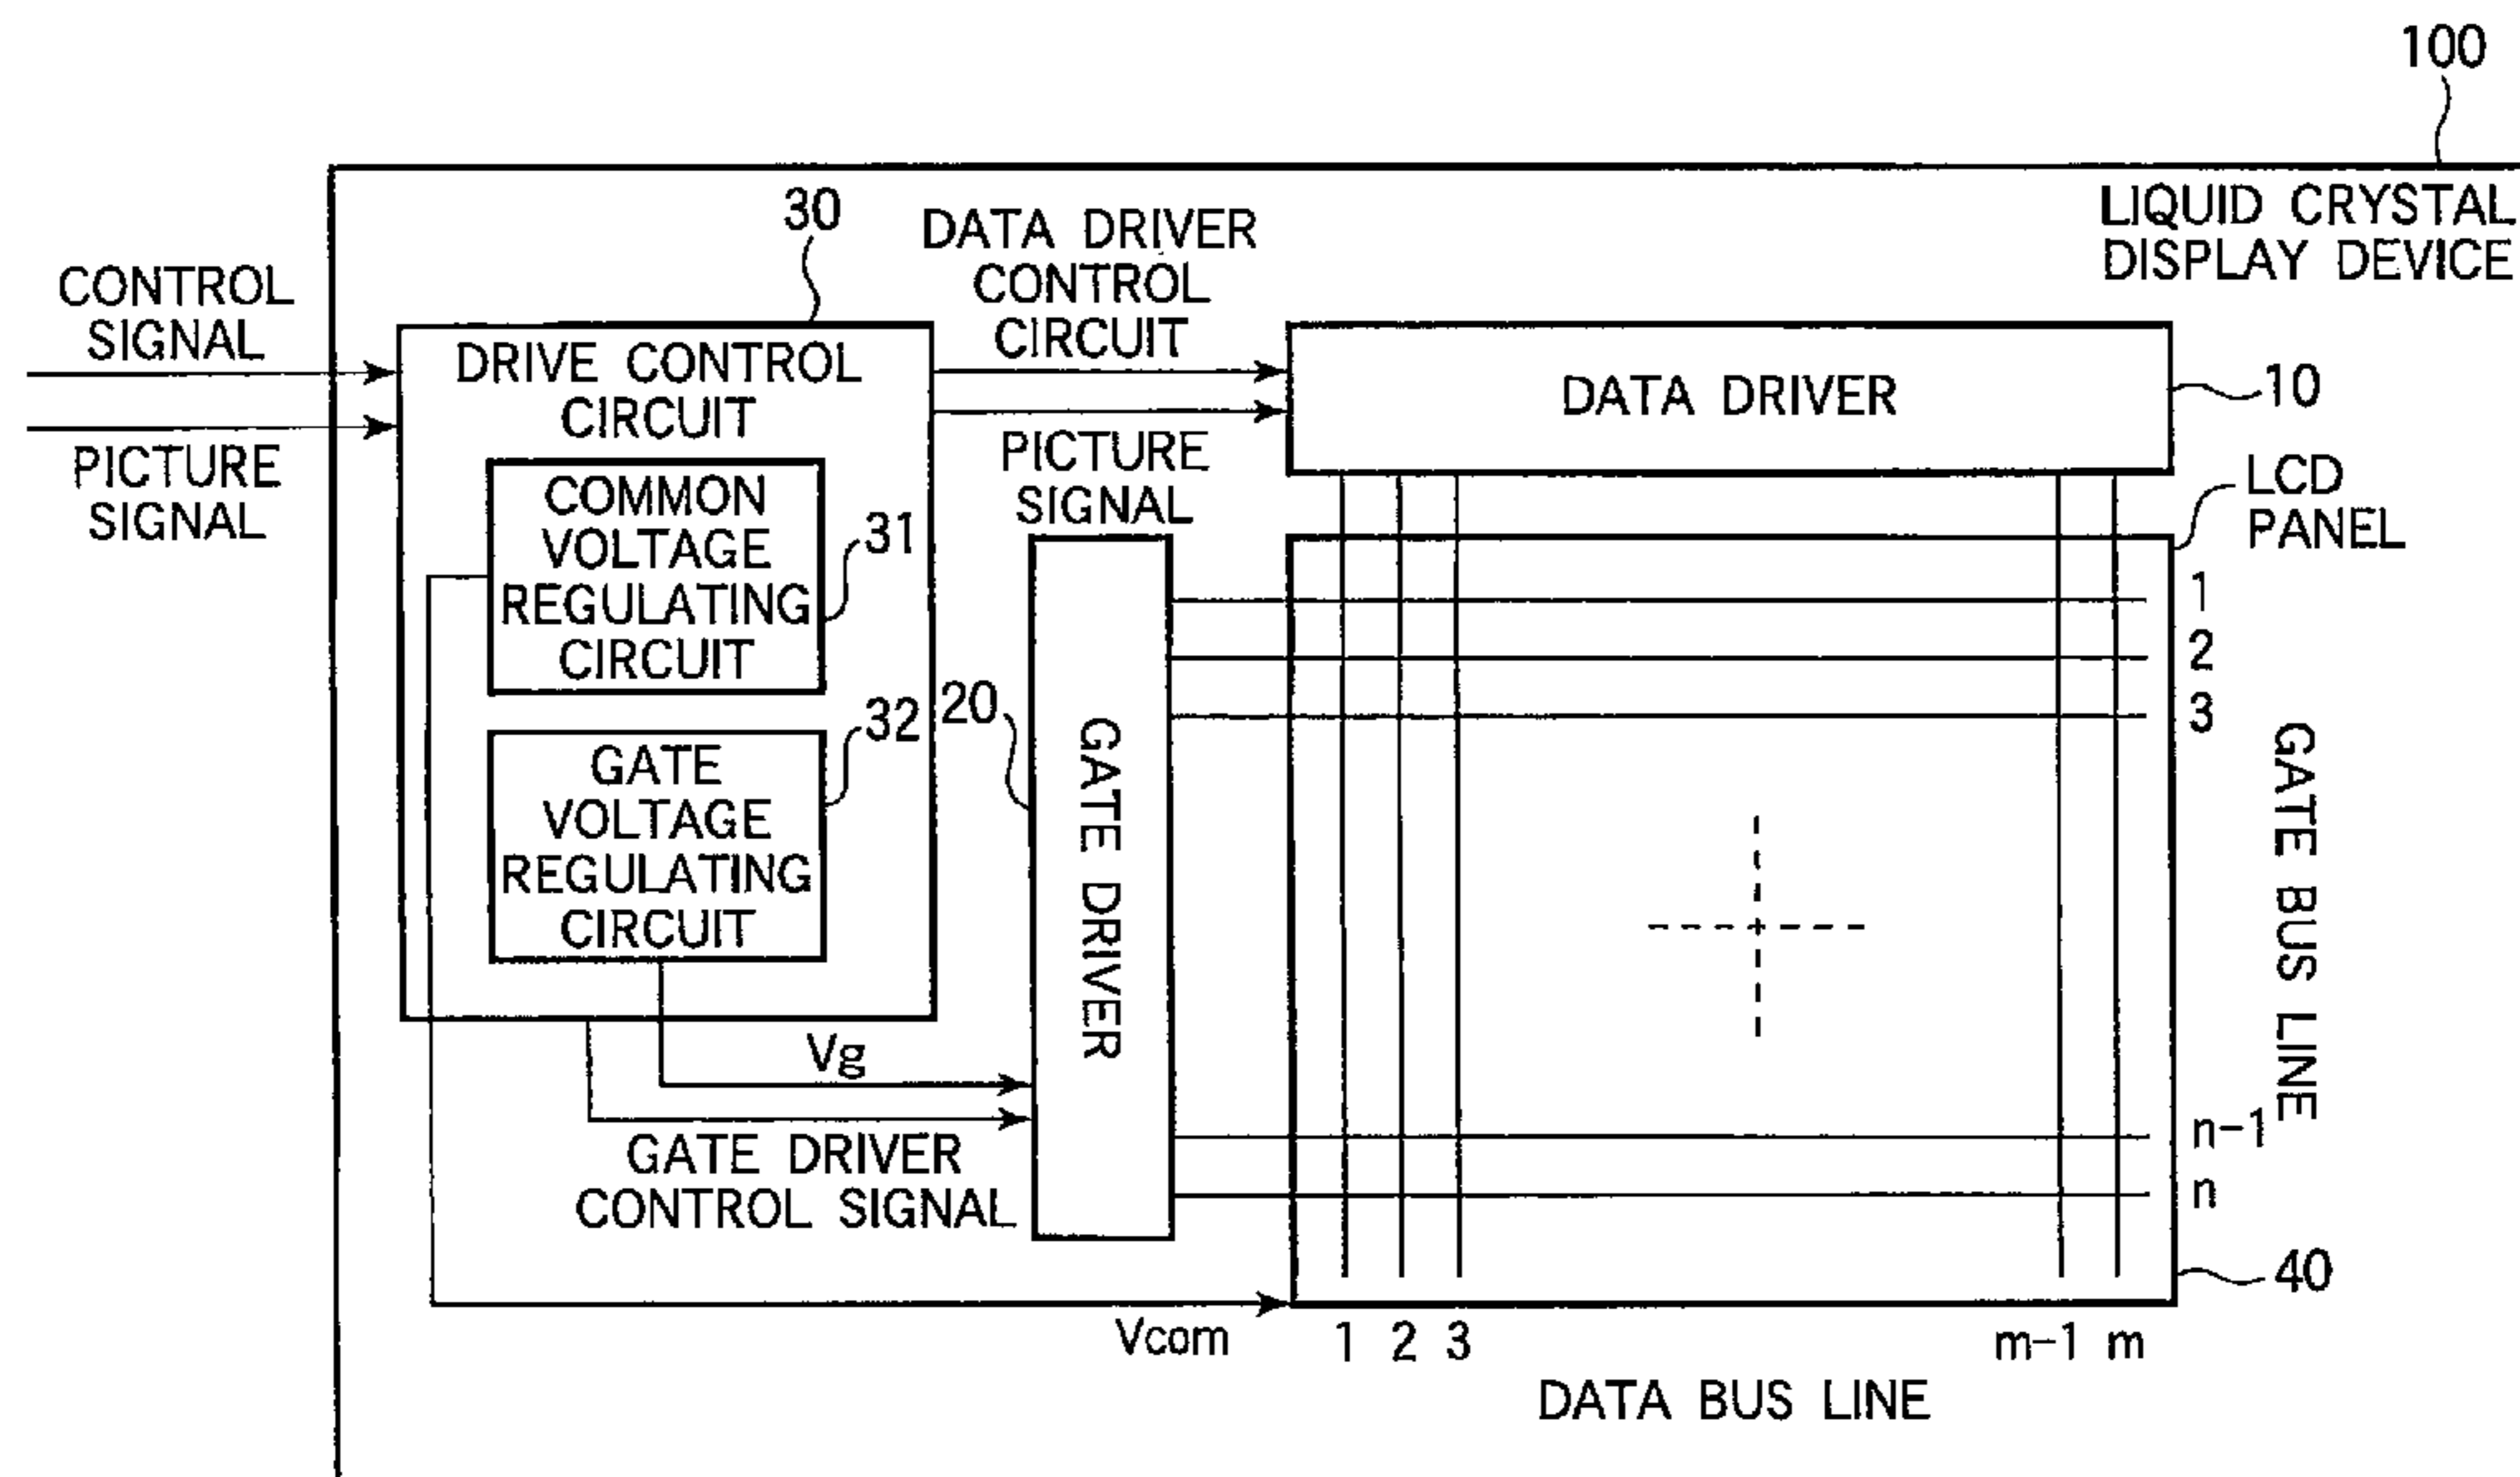 100
LIQUID CRYSTAL
DISPLAY DEVICE
CONTROL
SIGNAL
PICTURE
SIGNAL
30
DRIVE CONTROL
CIRCUIT
COMMON
VOLTAGE
REGULATING
CIRCUIT
31
GATE
VOLTAGE
REGULATING
CIRCUIT
32
DATA DRIVER
CONTROL
CIRCUIT
PICTURE
SIGNAL
DATA DRIVER
10
LCD
PANEL
20
GATE DRIVER
1
2
3
GATE BUS LINE
n-1
n
Vg
GATE DRIVER
CONTROL SIGNAL
40
Vcom
1 2 3 m-1 m
DATA BUS LINE